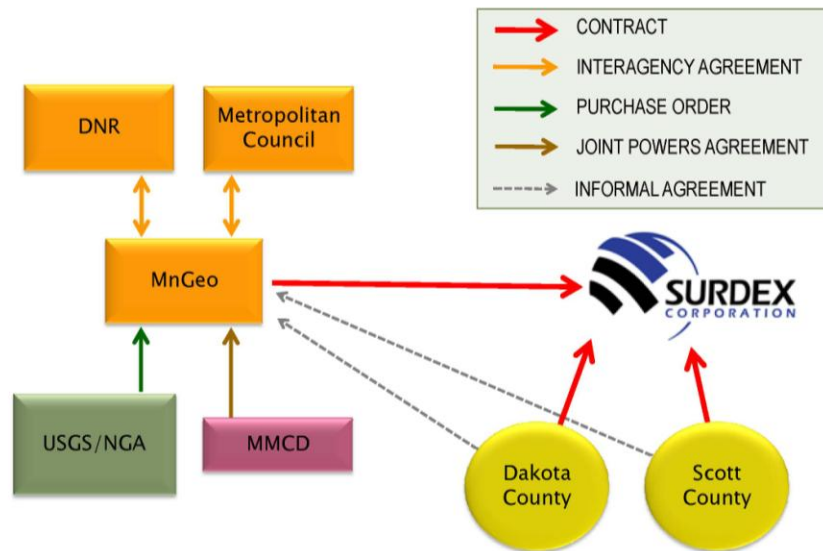 CONTRACT
INTERAGENCY AGREEMENT
PURCHASE ORDER
JOINT POWERS AGREEMENT
INFORMAL AGREEMENT
DNR
Metropolitan
Council
MnGeo
SURDEX
CORPORATION
USGS/NGA
MMCD
Dakota
County
Scott
County